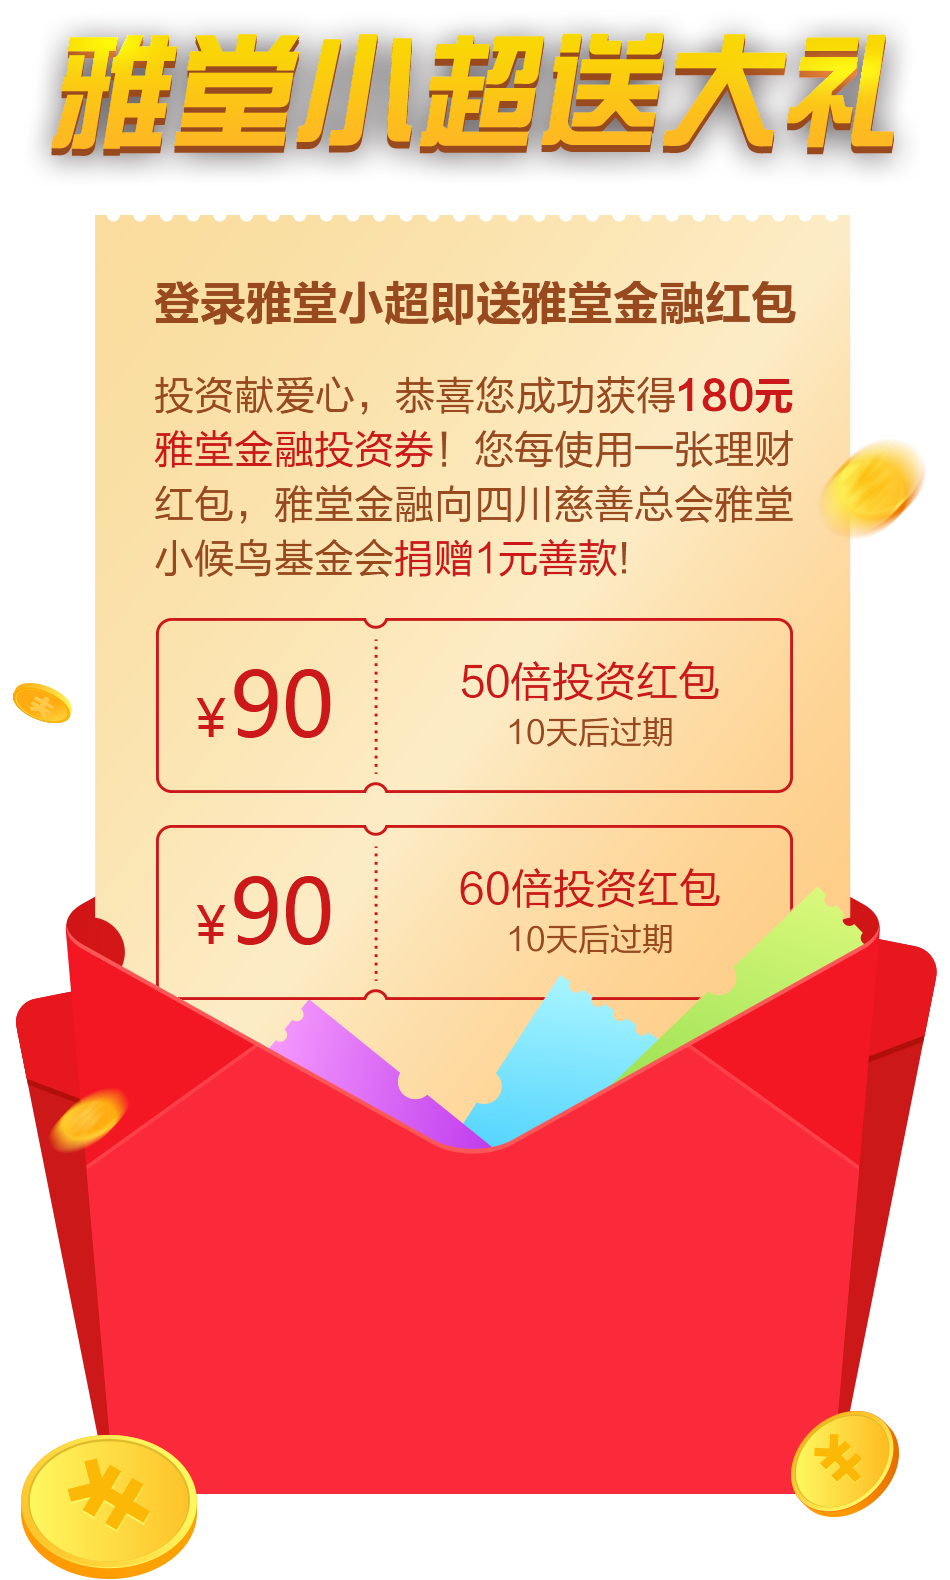 雅堂小超送大礼
登录雅堂小超即送雅堂金融红包
投资献爱心，恭喜您成功获得180元
雅堂金融投资券！您每使用一张理财
红包，雅堂金融向四川慈善总会雅堂
小候鸟基金会捐赠1元善款!
¥90
50倍投资红包
10天后过期
¥90
60倍投资红包
10天后过期